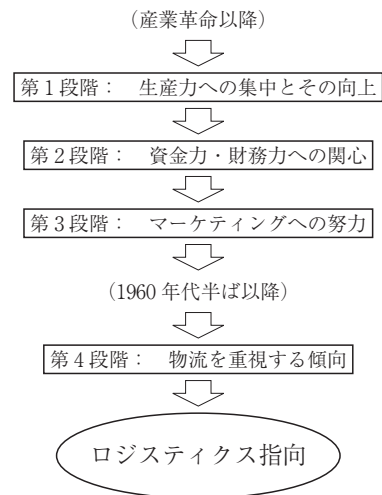 (産業革命以降)
第1段階： 生産力への集中とその向上
第2段階： 資金力・財務力への関心
第3段階： マーケティングへの努力
(1960年代半ば以降)
第4段階： 物流を重視する傾向
ロジスティクス指向